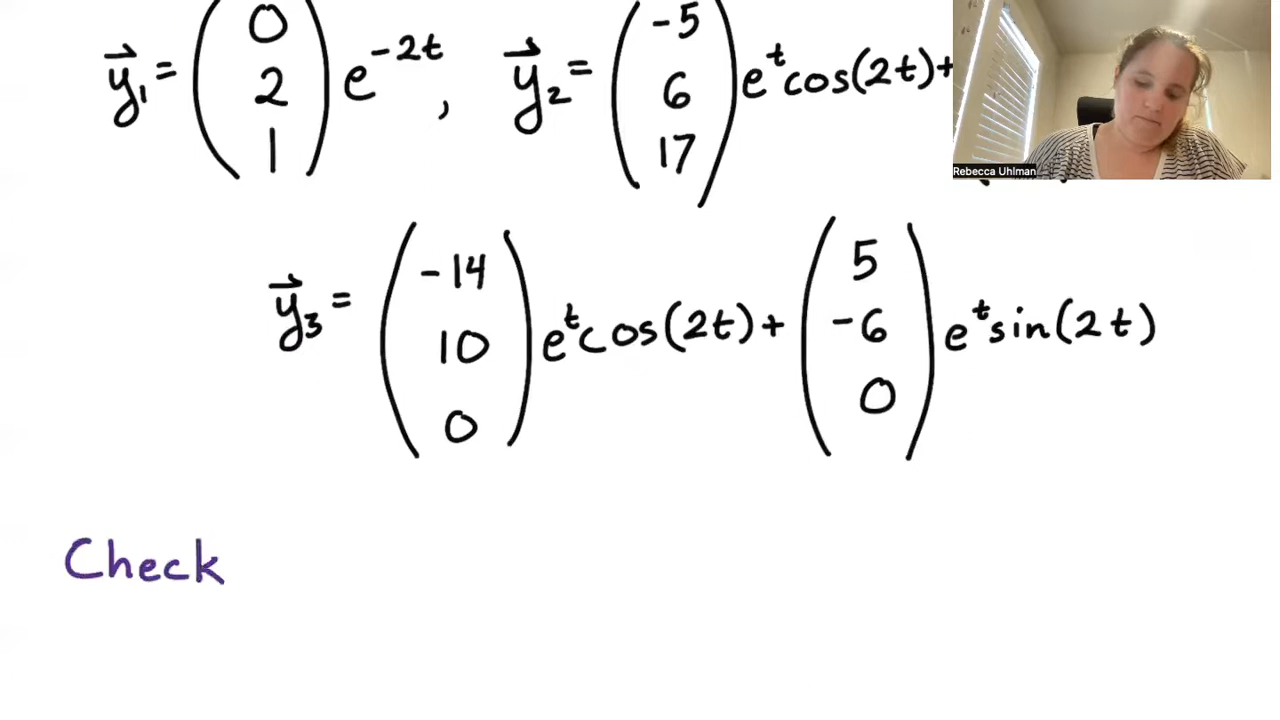 y⃗₁ = (0 2 1) e^{-2t}, y⃗₂ = (-5 6 17) e^t cos(2t)+
Rebecca Uhlman
y⃗₃ = (-14 10 0) e^t cos(2t) + (5 -6 0) e^t sin(2t)
Check